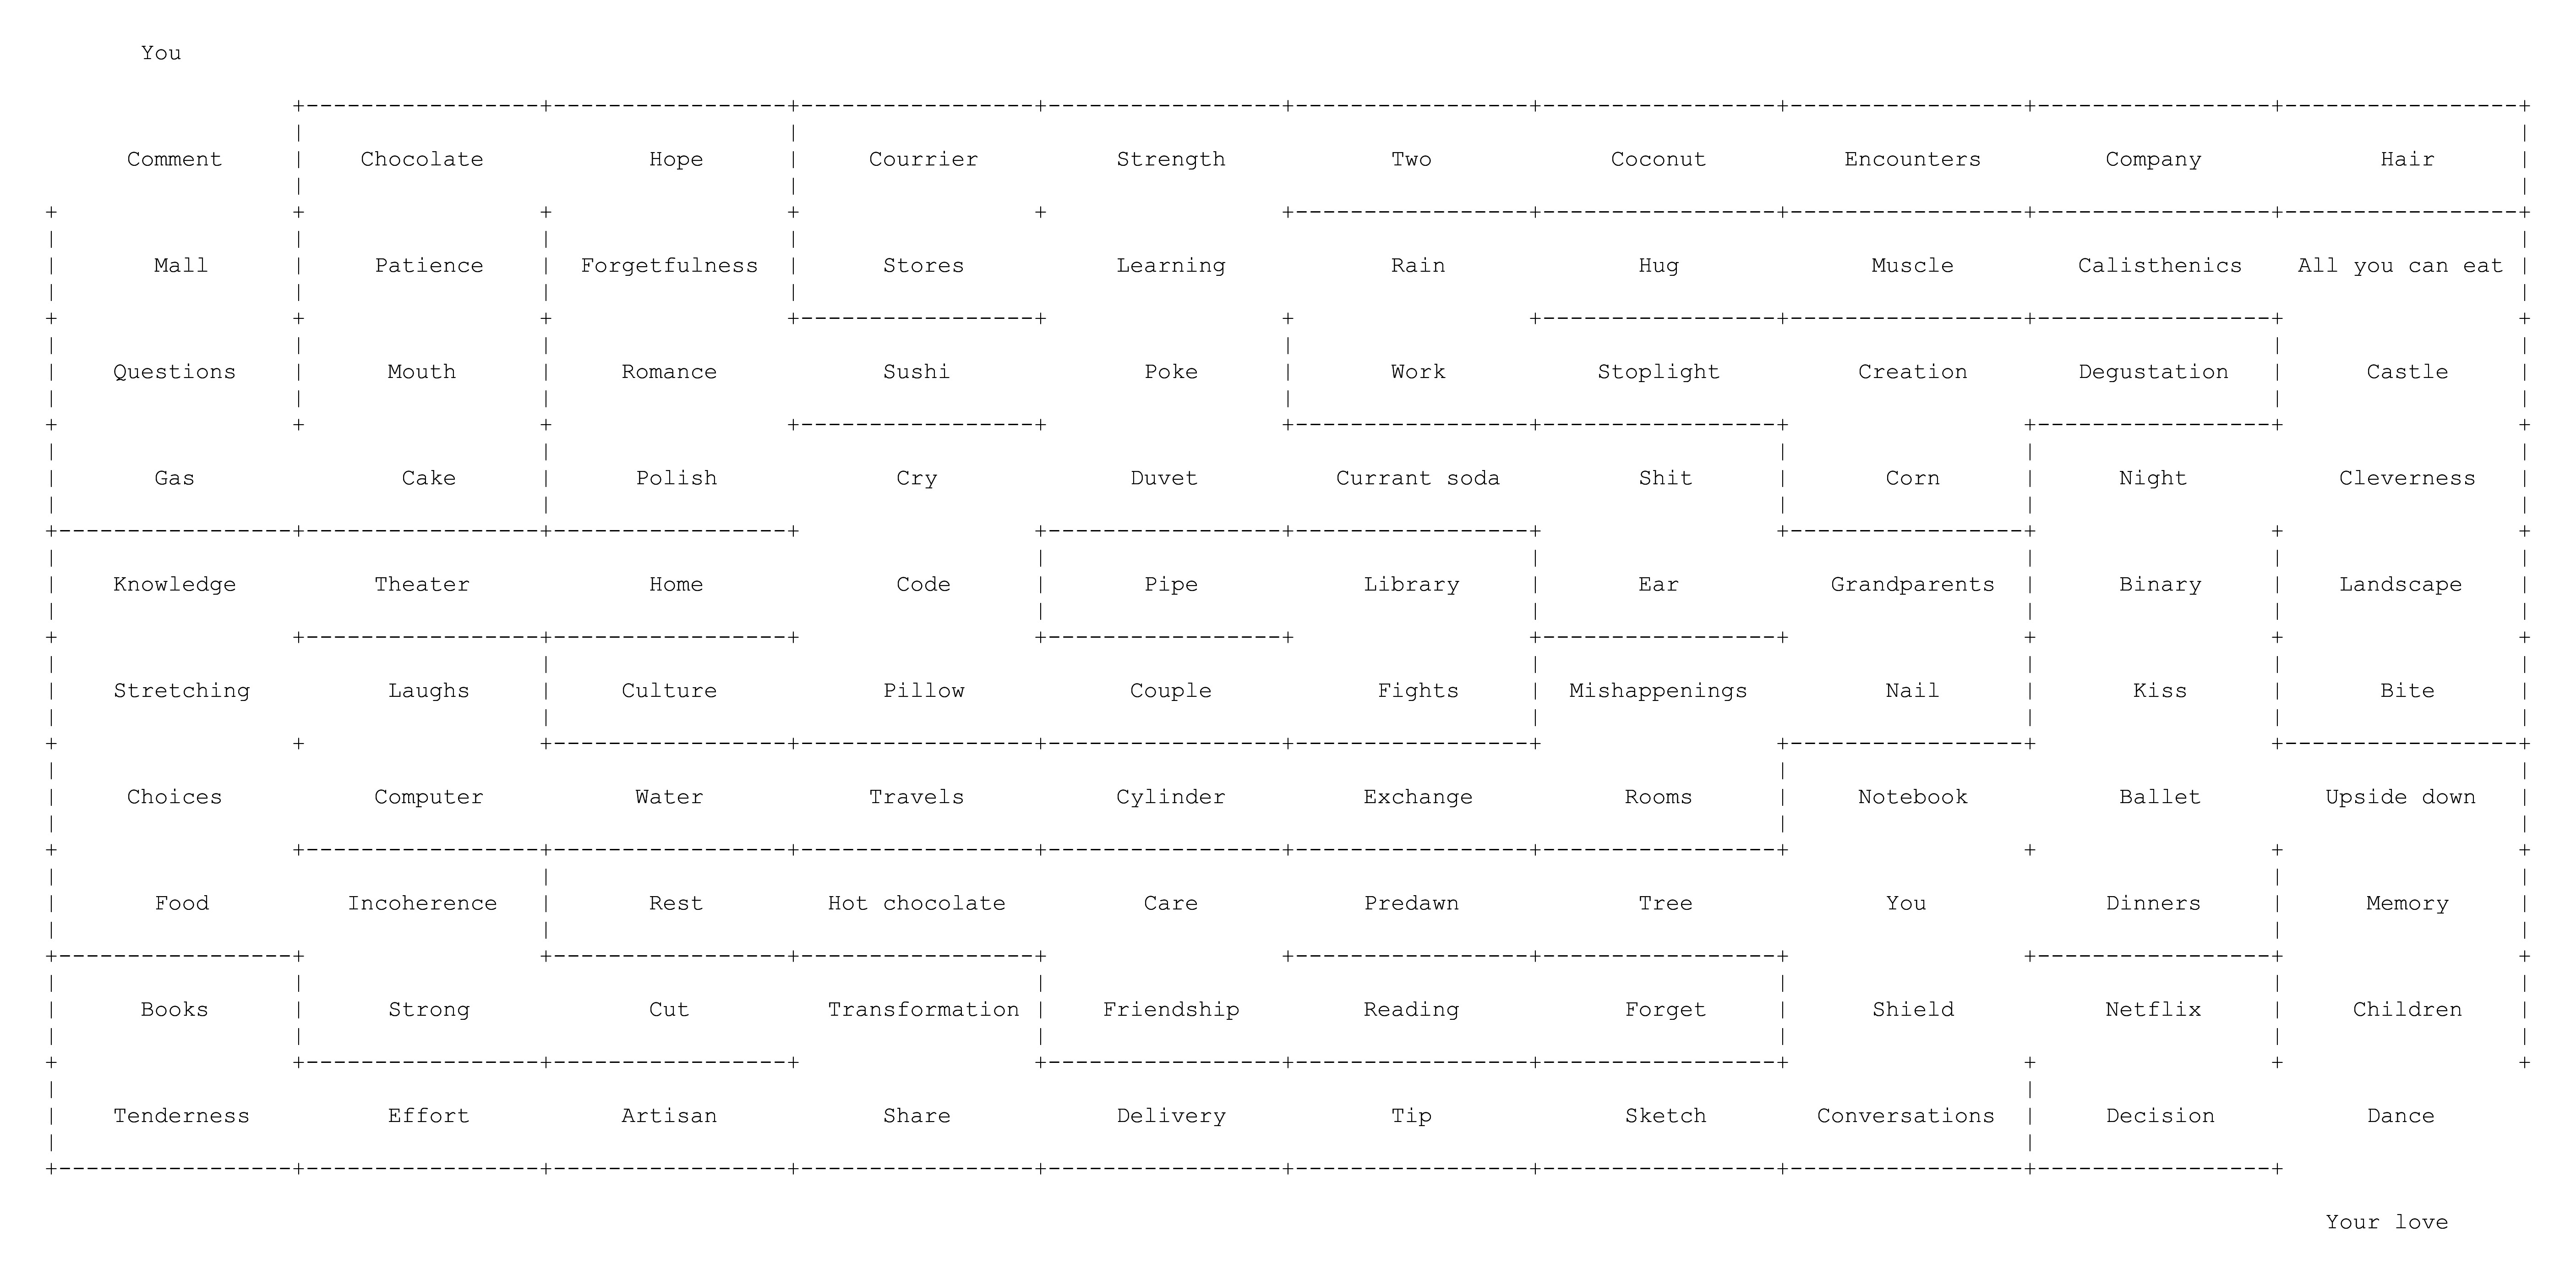 You
Comment Chocolate Hope Courrier Strength Two Coconut Encounters Company Hair
Mall Patience Forgetfulness Stores Learning Rain Hug Muscle Calisthenics All you can eat
Questions Mouth Romance Sushi Poke Work Stoplight Creation Degustation Castle
Gas Cake Polish Cry Duvet Currant soda Shit Corn Night Cleverness
Knowledge Theater Home Code Pipe Library Ear Grandparents Binary Landscape
Stretching Laughs Culture Pillow Couple Fights Mishappenings Nail Kiss Bite
Choices Computer Water Travels Cylinder Exchange Rooms Notebook Ballet Upside down
Food Incoherence Rest Hot chocolate Care Predawn Tree You Dinners Memory
Books Strong Cut Transformation Friendship Reading Forget Shield Netflix Children
Tenderness Effort Artisan Share Delivery Tip Sketch Conversations Decision Dance
Your love